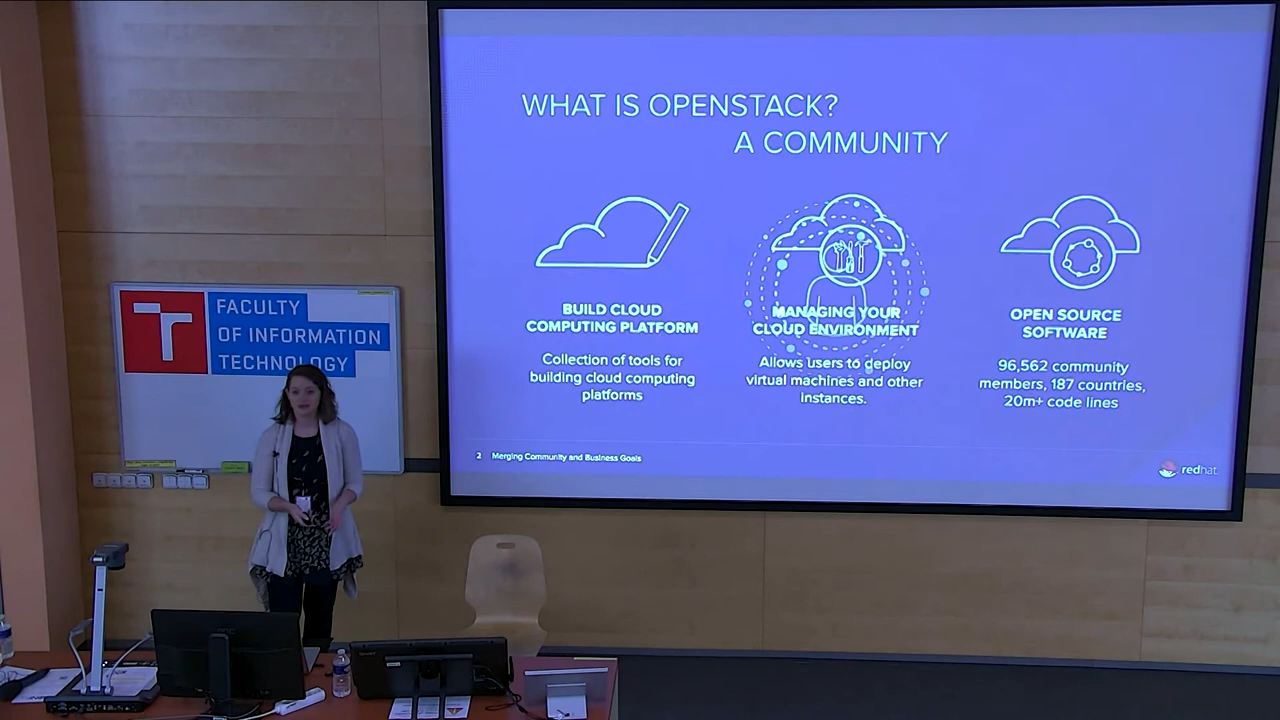 WHAT IS OPENSTACK?
A COMMUNITY
BUILD CLOUD
COMPUTING PLATFORM
Collection of tools for
building cloud computing
platforms
MANAGING YOUR
CLOUD ENVIRONMENT
Allows users to deploy
virtual machines and other
instances.
OPEN SOURCE
SOFTWARE
96,562 community
members, 187 countries,
20m+ code lines
2 Merging Community and Business Goals
redhat
FACULTY
OF INFORMATION
TECHNOLOGY